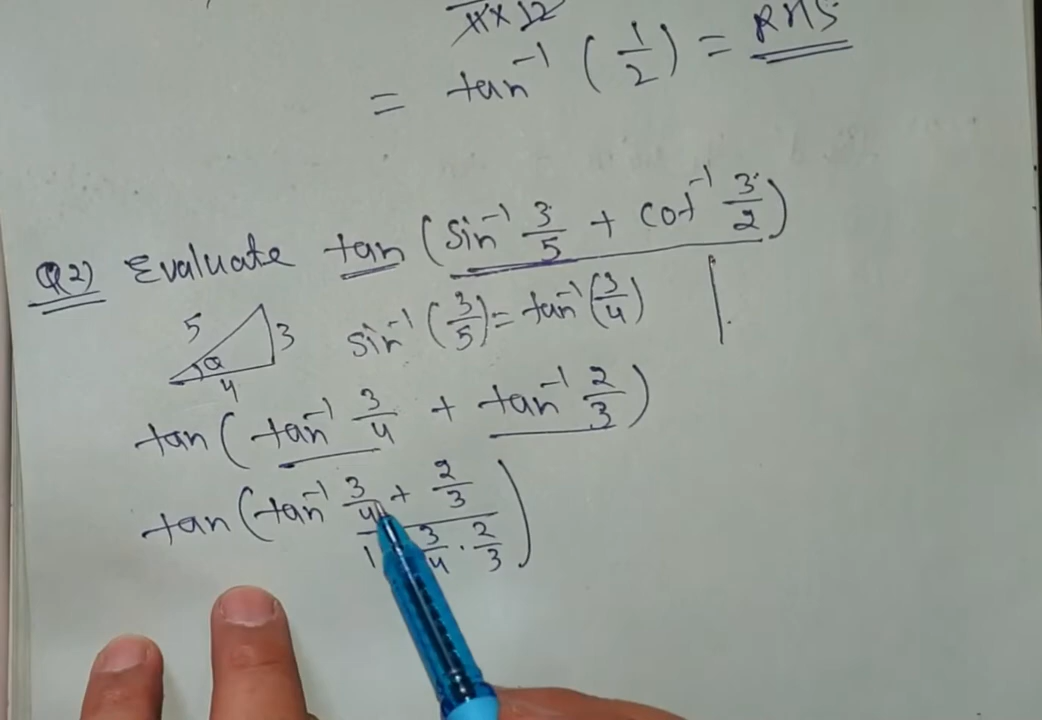 11 x 12
= tan⁻¹ (1/2) = RHS
Q2) Evaluate tan (sin⁻¹ 3/5 + cot⁻¹ 3/2)
5 3 4 sin⁻¹ (3/5) = tan⁻¹ (3/4)
tan (tan⁻¹ 3/4 + tan⁻¹ 2/3)
tan (tan⁻¹ 3/4 + 2/3)
1 3/4 . 2/3